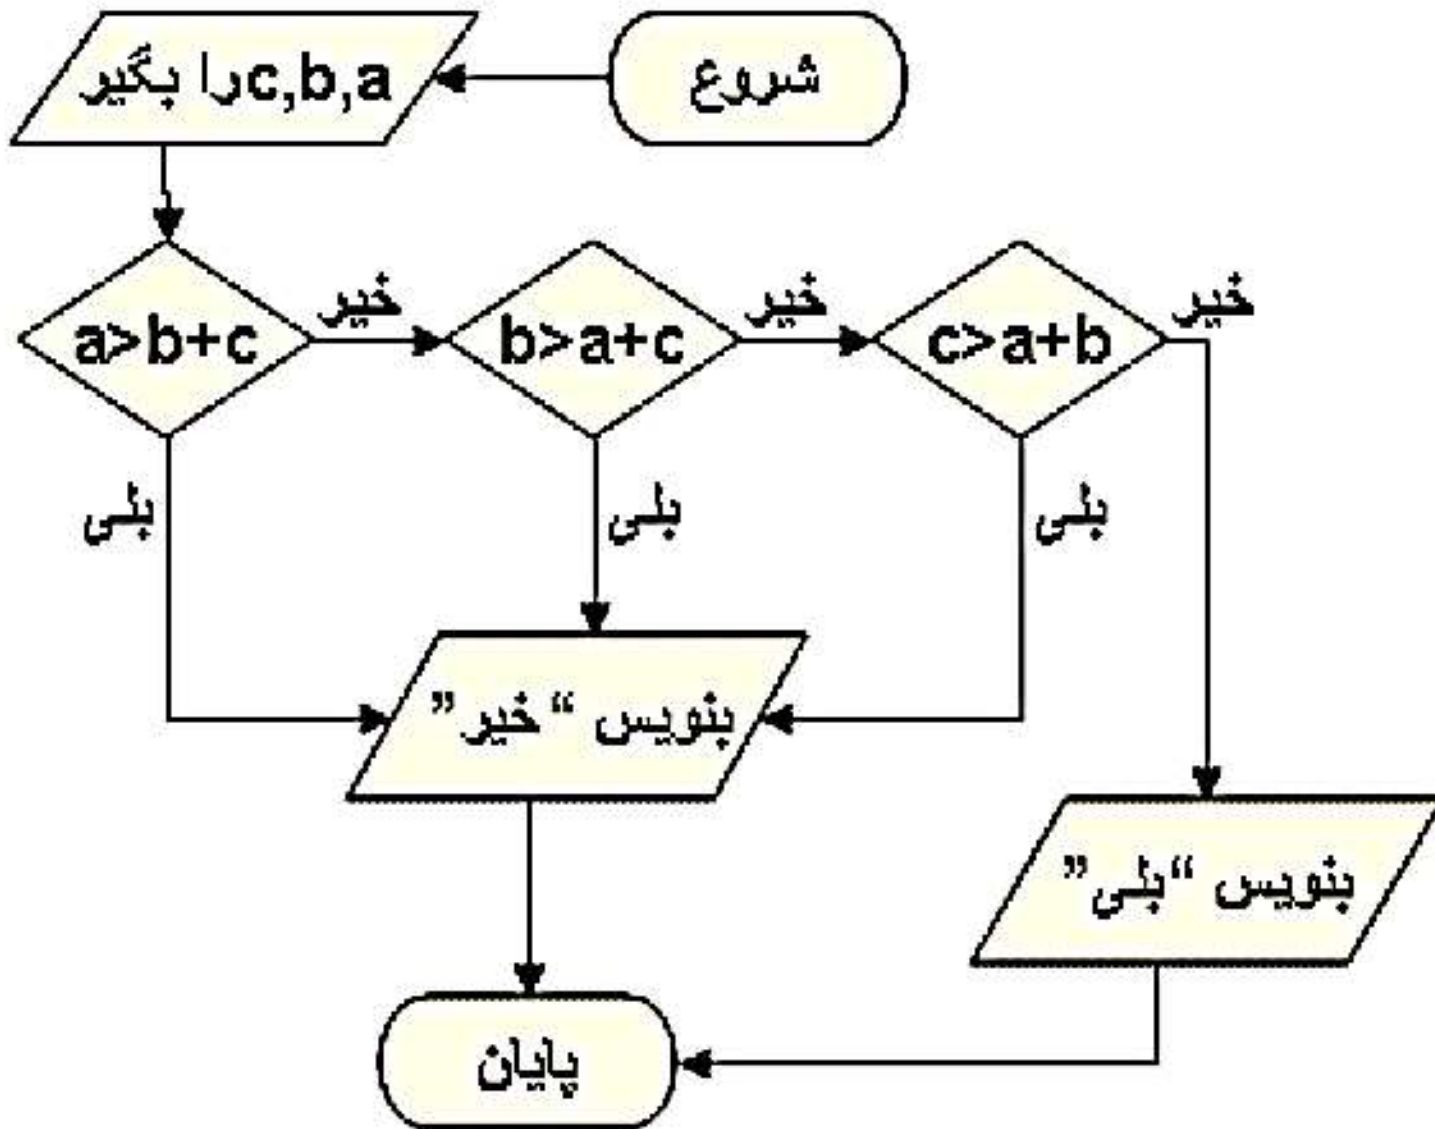 شروع
c,b,a را بگیر
a>b+c
خیر
b>a+c
خیر
c>a+b
خیر
بلی
بلی
بلی
بنویس “خیر”
بنویس “بلی”
پایان